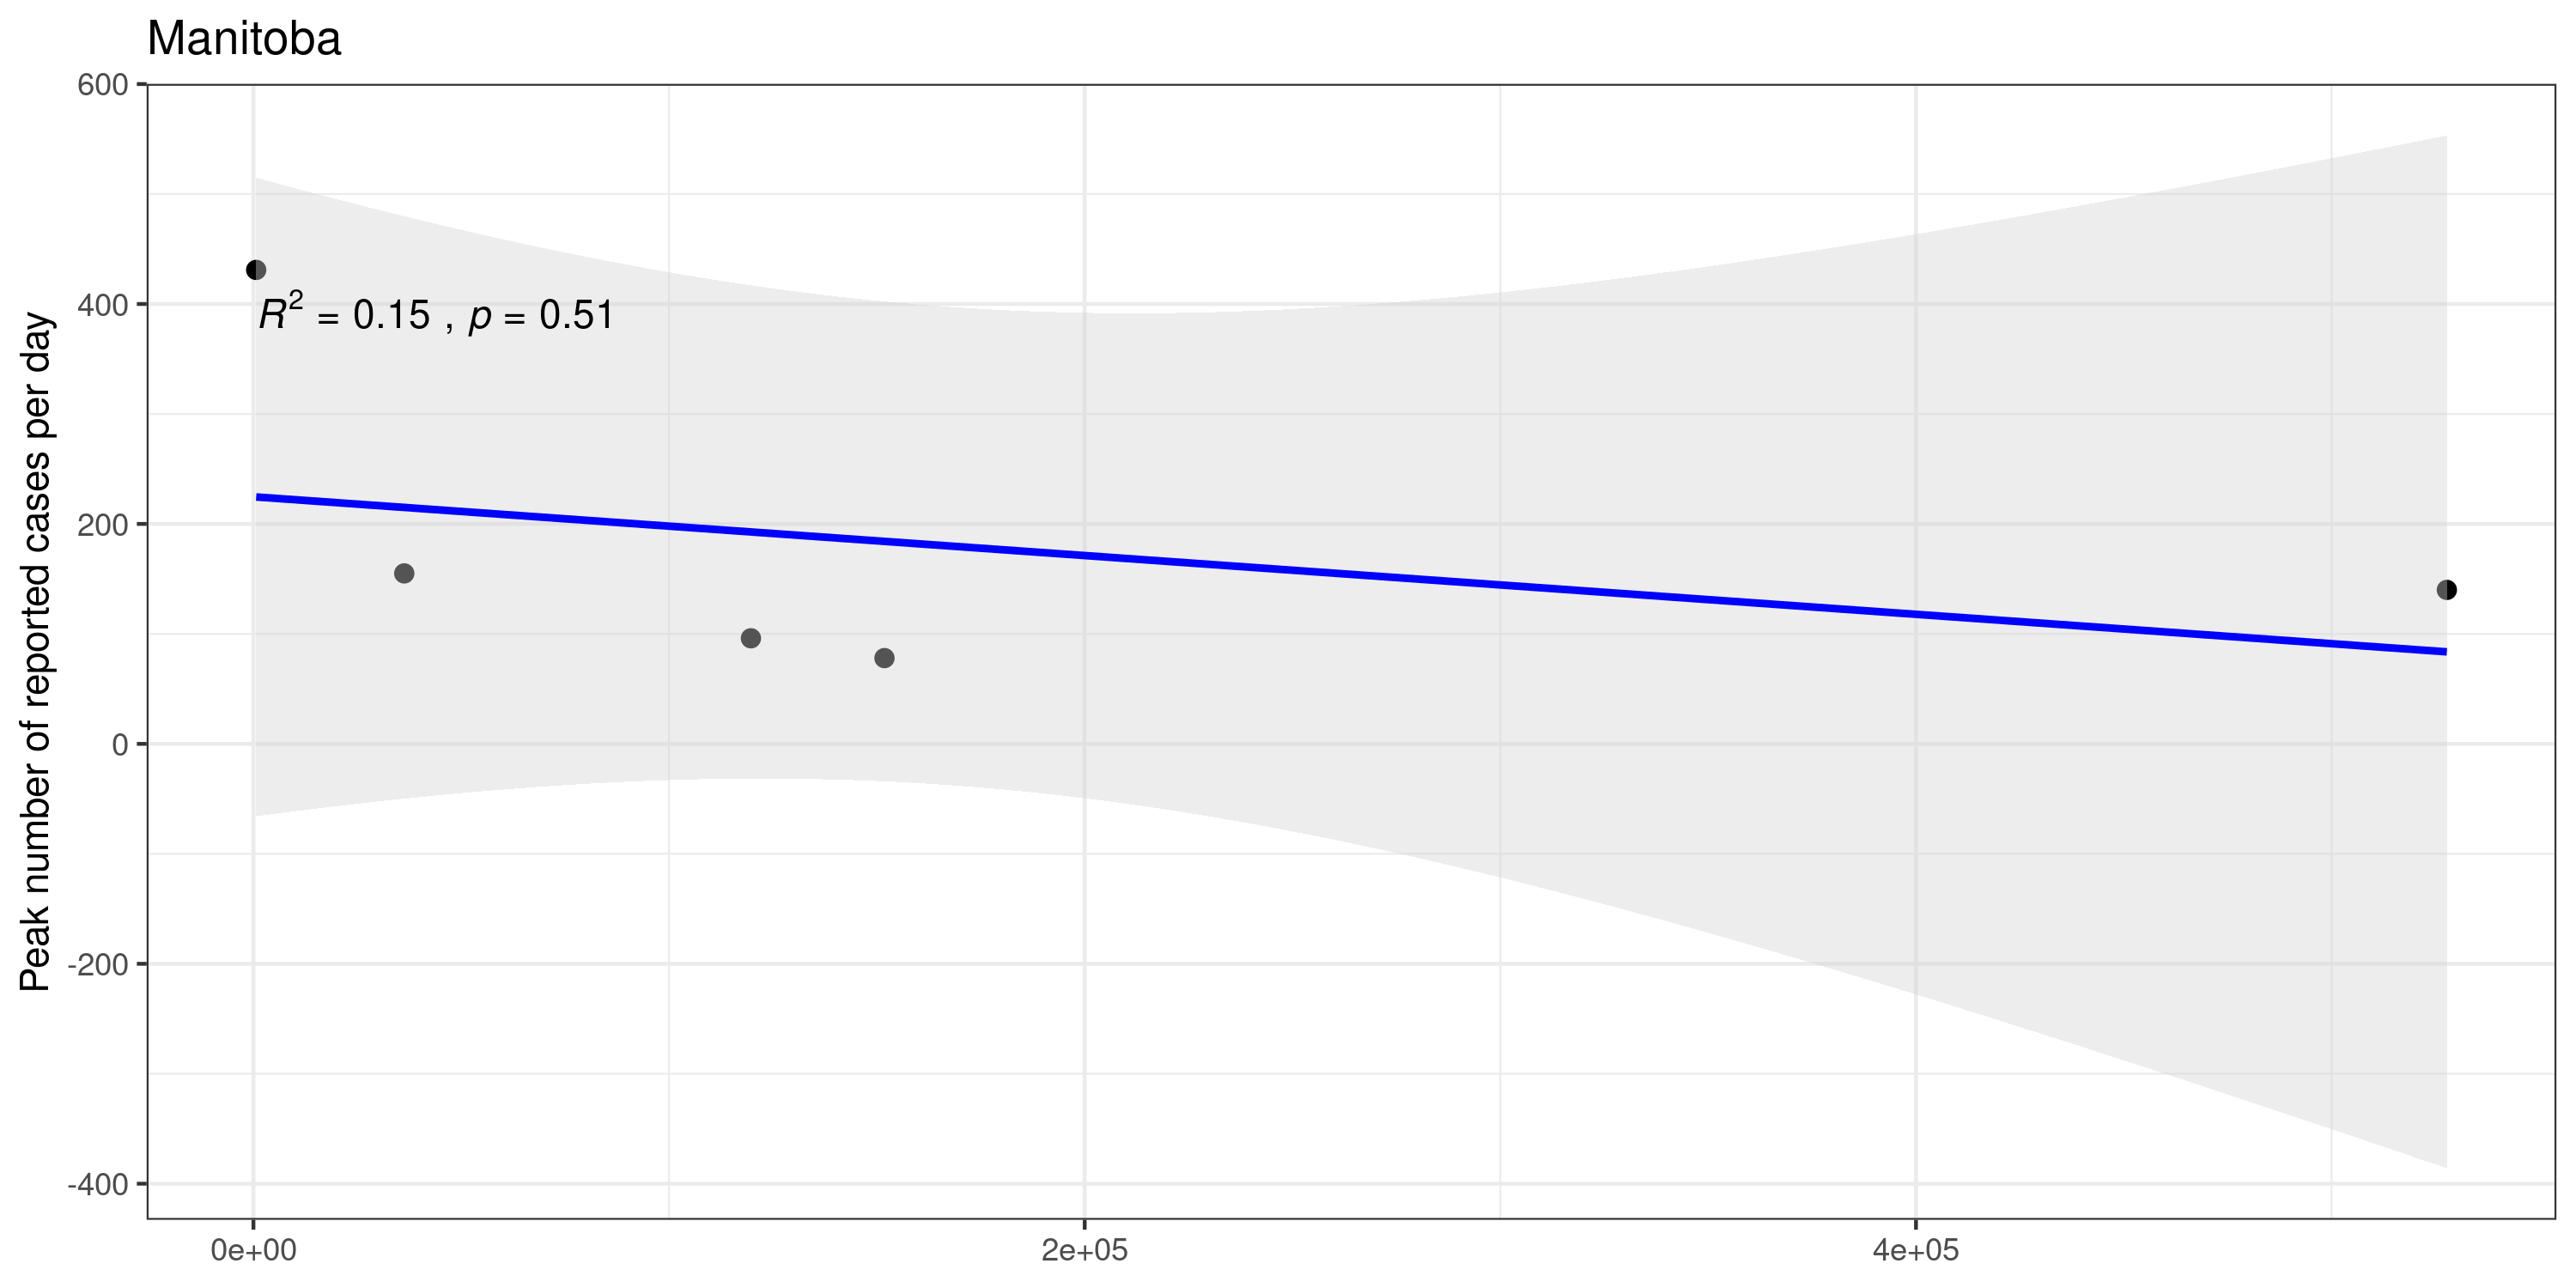 Manitoba
Peak number of reported cases per day
600
400
200
0
-200
-400
R² = 0.15 , p = 0.51
0e+00 2e+05 4e+05